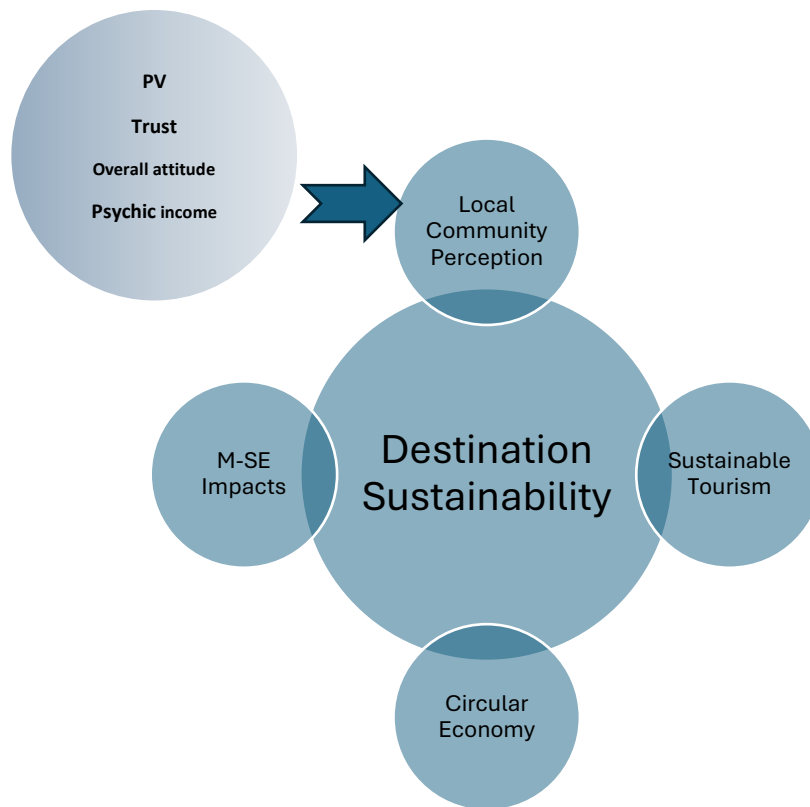 PV
Trust
Overall attitude
Psychic income
Local
Community
Perception
M-SE
Impacts
Destination
Sustainability
Sustainable
Tourism
Circular
Economy